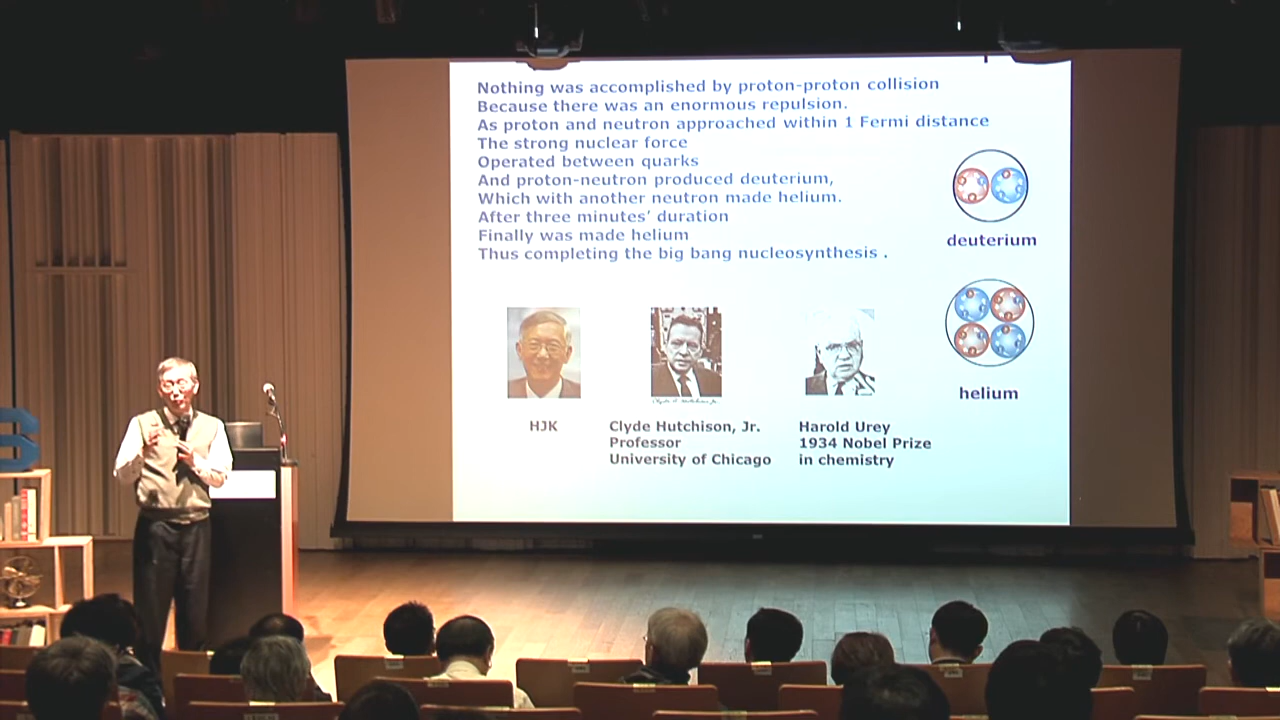 Nothing was accomplished by proton-proton collision
Because there was an enormous repulsion.
As proton and neutron approached within 1 Fermi distance
The strong nuclear force
Operated between quarks
And proton-neutron produced deuterium,
Which with another neutron made helium.
After three minutes' duration
Finally was made helium
Thus completing the big bang nucleosynthesis .
deuterium
helium
HJK
Clyde Hutchison, Jr.
Professor
University of Chicago
Harold Urey
1934 Nobel Prize
in chemistry